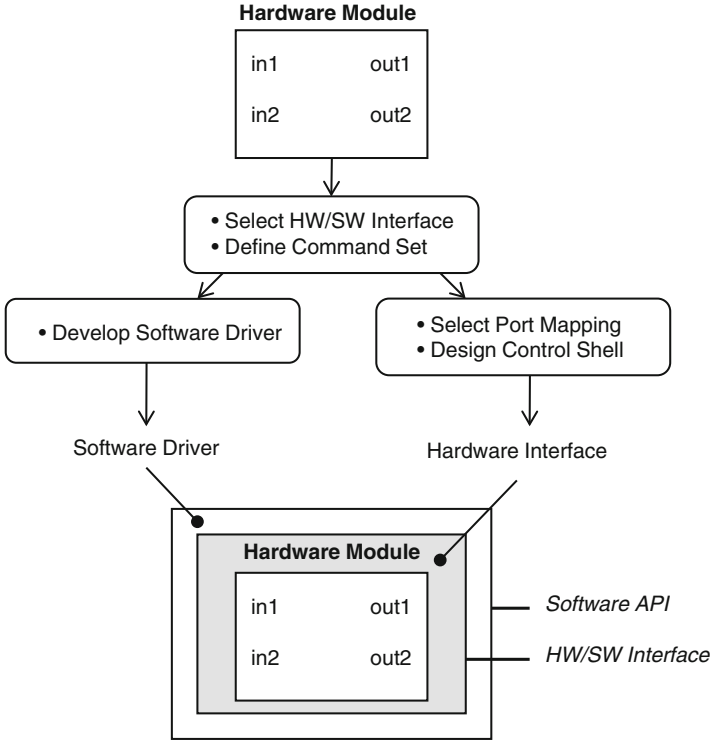 Hardware Module
in1 out1
in2 out2
• Select HW/SW Interface
• Define Command Set
• Develop Software Driver
• Select Port Mapping
• Design Control Shell
Software Driver
Hardware Interface
Hardware Module
in1 out1
in2 out2
Software API
HW/SW Interface